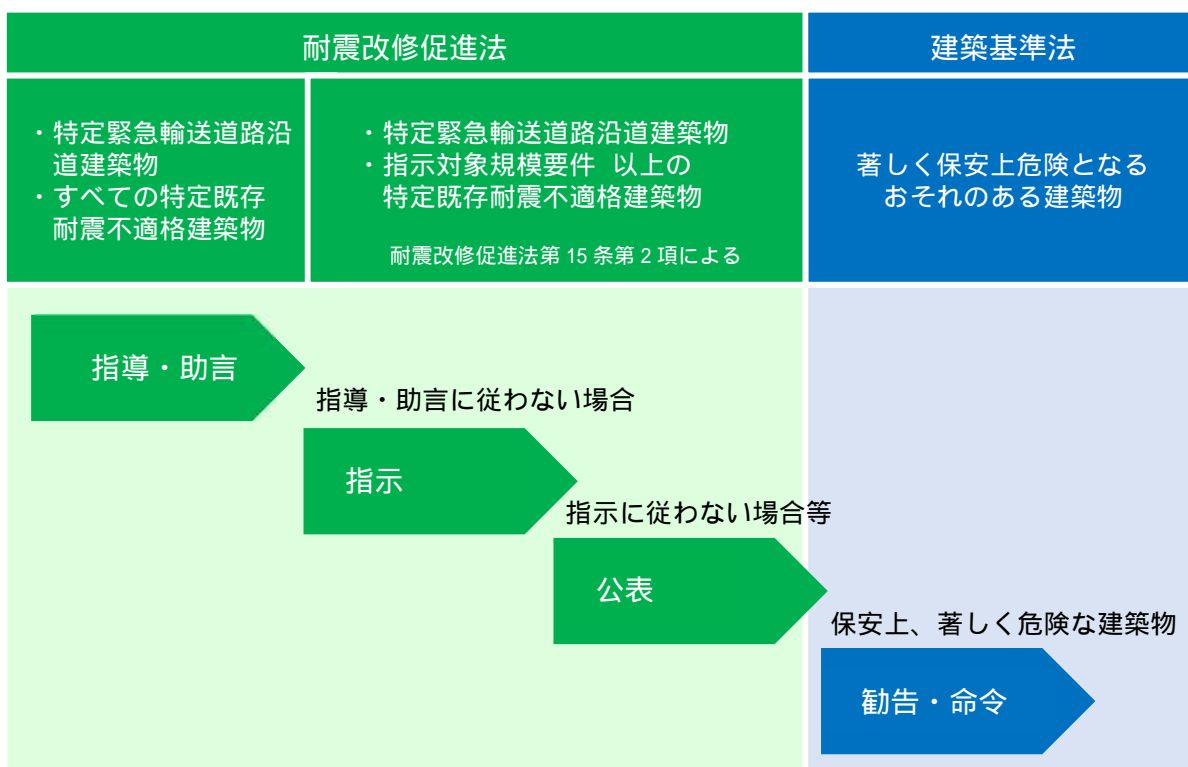 耐震改修促進法
建築基準法
・特定緊急輸送道路沿
道建築物
・すべての特定既存
耐震不適格建築物
・特定緊急輸送道路沿道建築物
・指示対象規模要件 以上の
特定既存耐震不適格建築物
耐震改修促進法第 15 条第 2 項による
著しく保安上危険となる
おそれのある建築物
指導・助言
指導・助言に従わない場合
指示
指示に従わない場合等
公表
保安上、著しく危険な建築物
勧告・命令